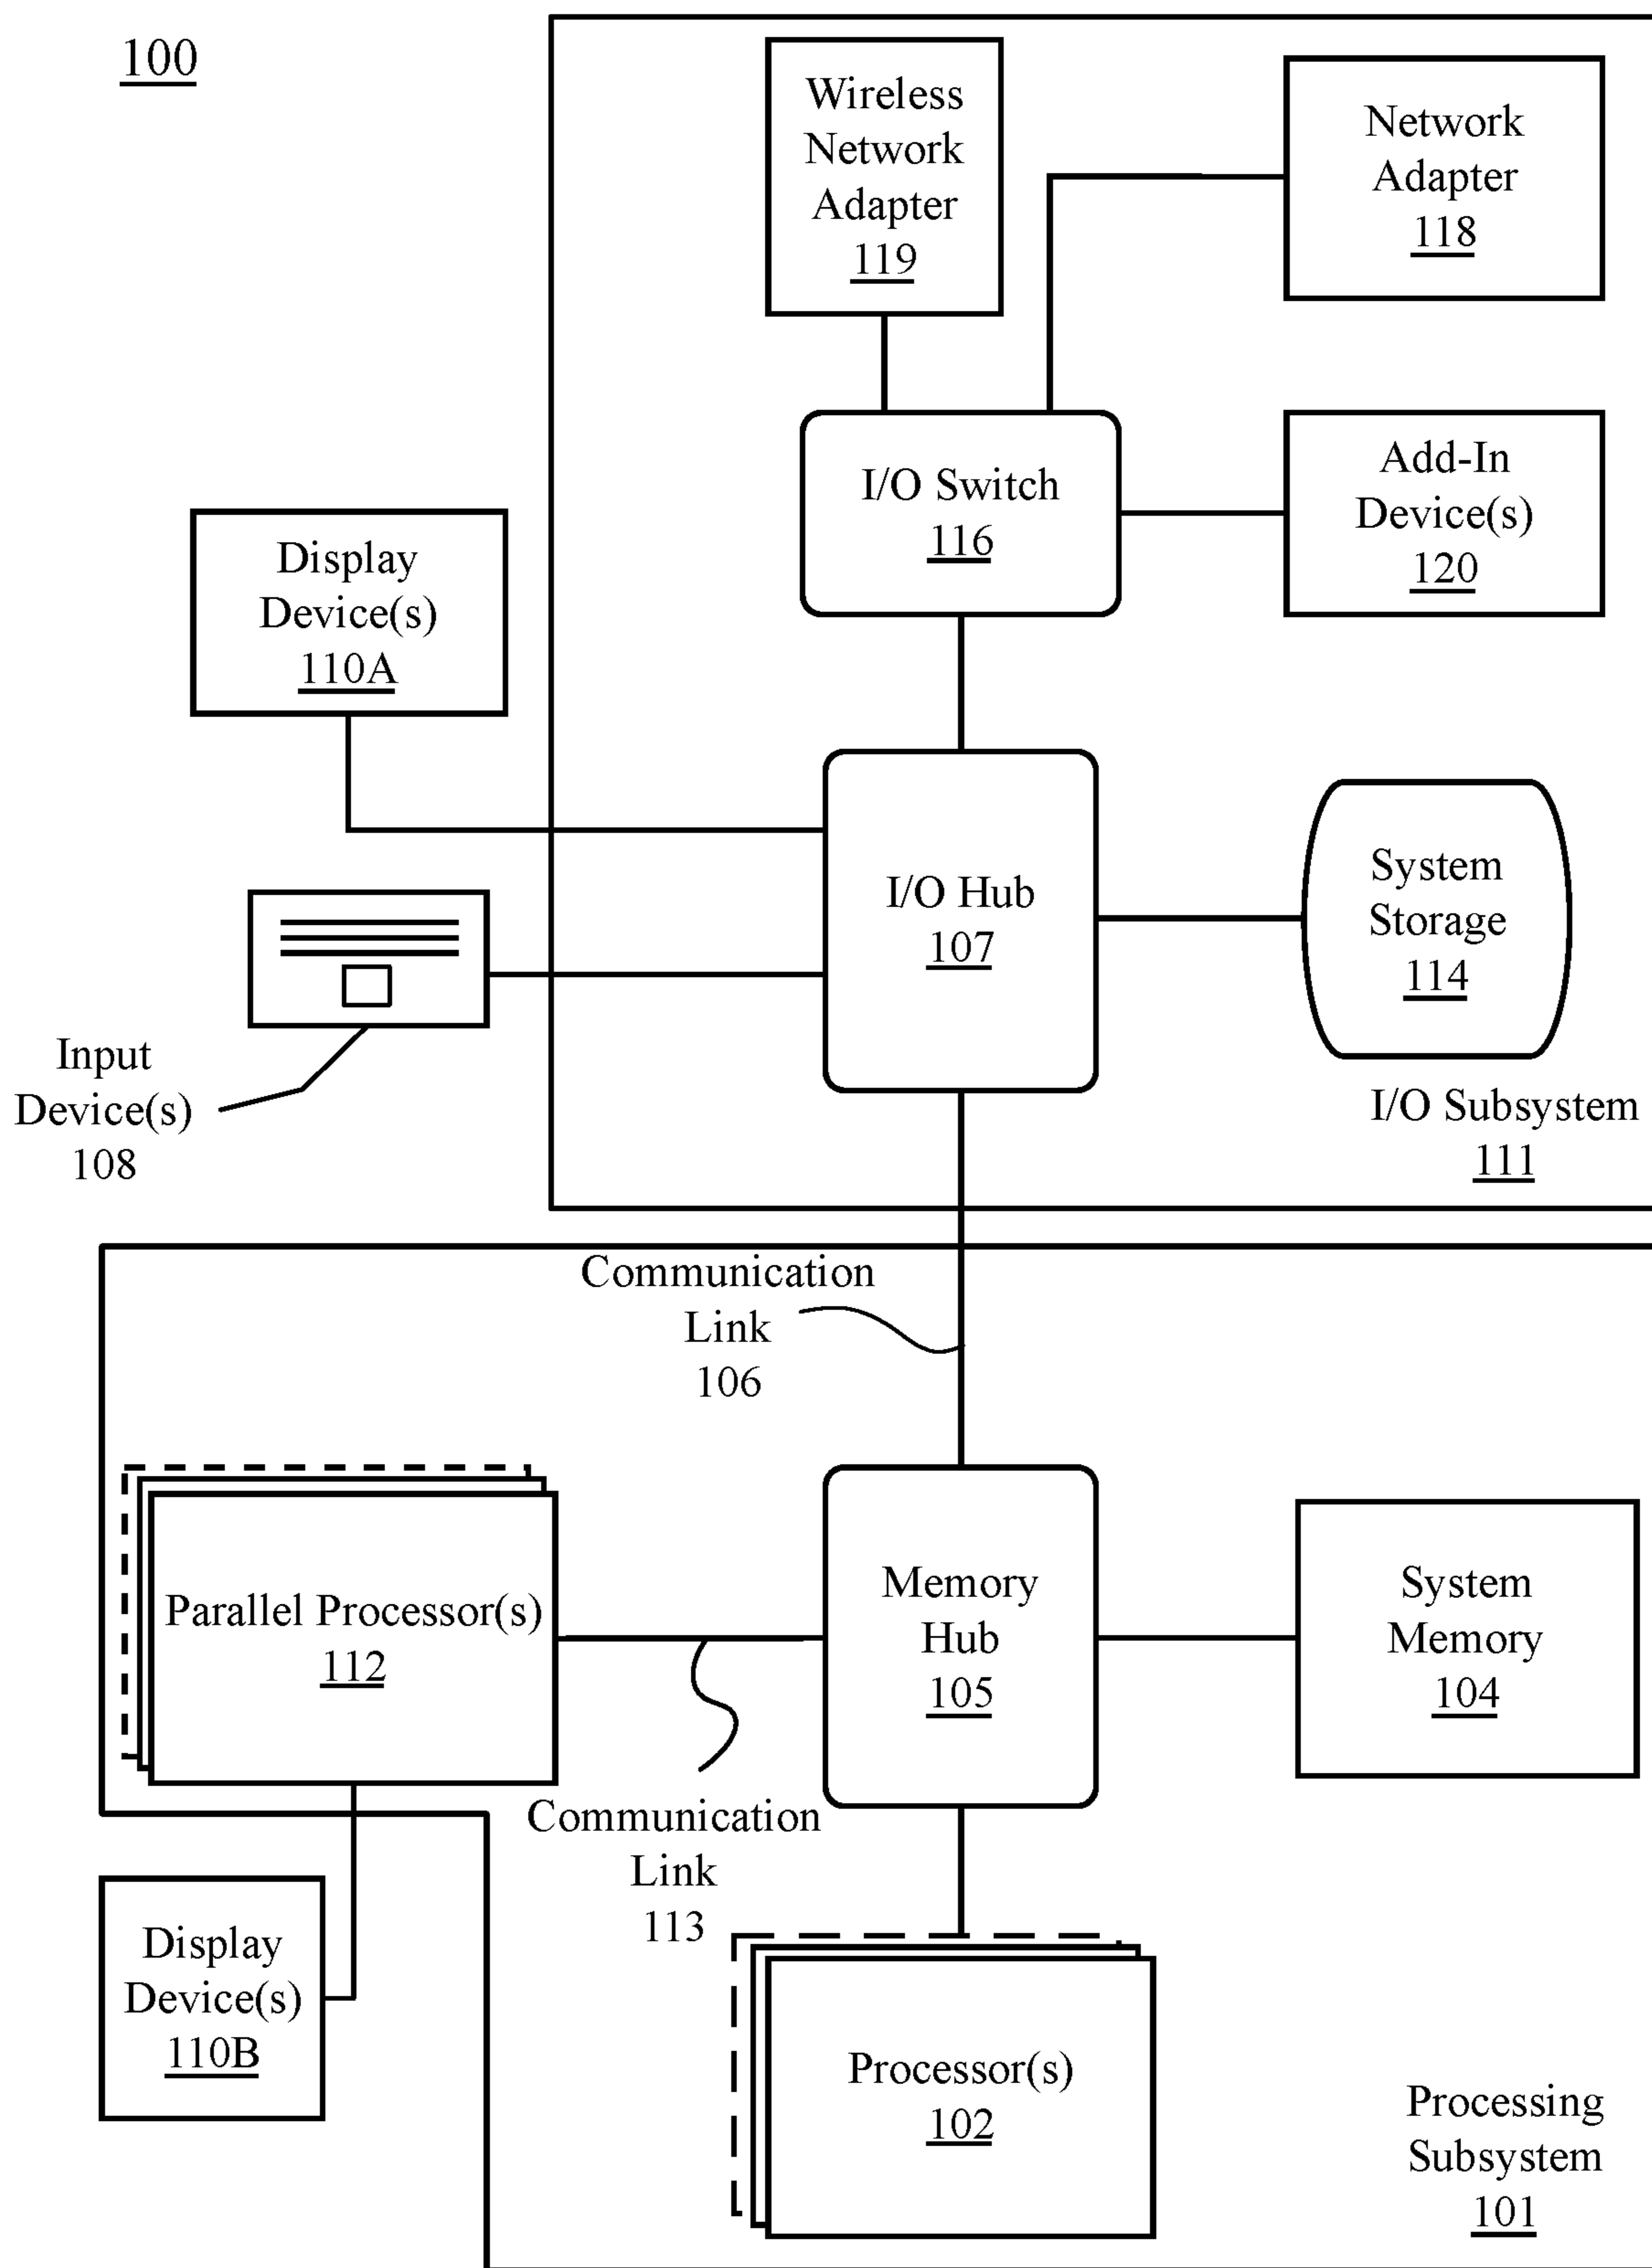 100
Wireless
Network
Adapter
119
Network
Adapter
118
I/O Switch
116
Add-In
Device(s)
120
Display
Device(s)
110A
I/O Hub
107
System
Storage
114
Input
Device(s)
108
I/O Subsystem
111
Communication
Link
106
Parallel Processor(s)
112
Memory
Hub
105
System
Memory
104
Communication
Link
113
Display
Device(s)
110B
Processor(s)
102
Processing
Subsystem
101